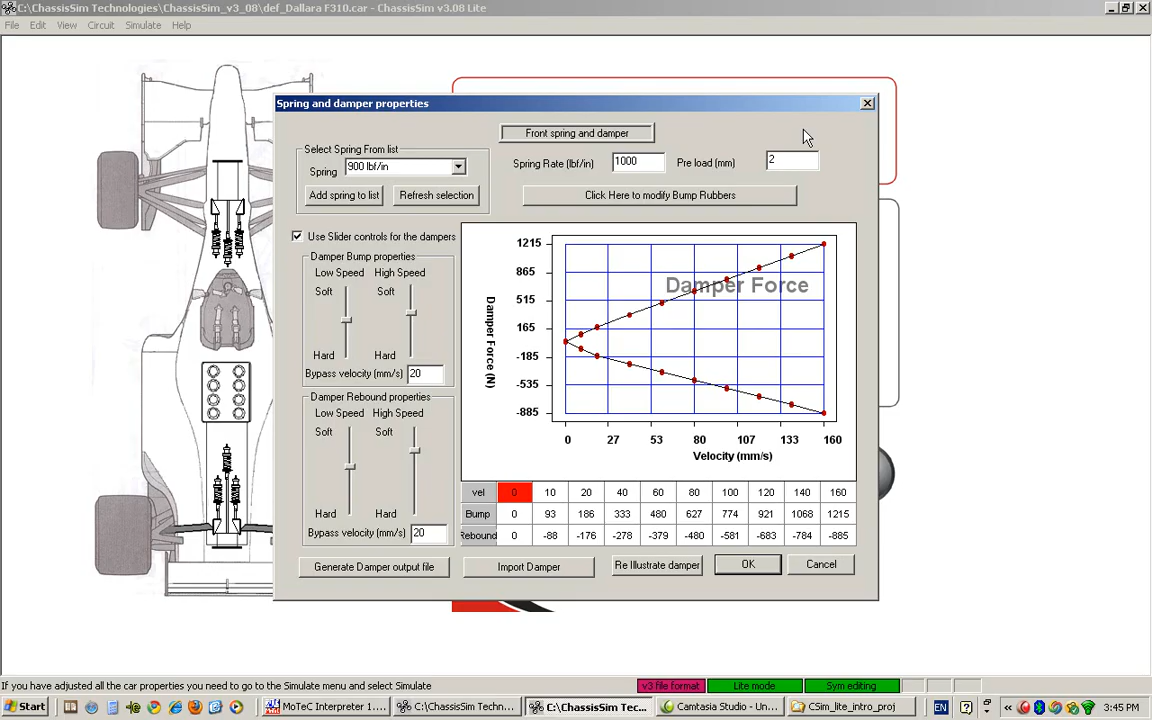 C:\ChassisSim Technologies\ChassisSim_v3_08\def_Dallara F310.car - ChassisSim v3.08 Lite
File Edit View Circuit Simulate Help
Spring and damper properties
Front spring and damper
Select Spring From list
Spring 900 lbf/in
Spring Rate (lbf/in) 1000 Pre load (mm) 2
Add spring to list Refresh selection
Click Here to modify Bump Rubbers
Use Slider controls for the dampers
Damper Bump properties
Low Speed High Speed
Soft Soft
Hard Hard
Bypass velocity (mm/s) 20
Damper Rebound properties
Low Speed High Speed
Soft Soft
Hard Hard
Bypass velocity (mm/s) 20
Damper Force
Damper Force (N)
1215
865
515
165
-185
-535
-885
0 27 53 80 107 133 160
Velocity (mm/s)
vel 0 10 20 40 60 80 100 120 140 160
Bump 0 93 186 333 480 627 774 921 1068 1215
Rebound 0 -88 -176 -278 -379 -480 -581 -683 -784 -885
Generate Damper output file Import Damper Re Illustrate damper OK Cancel
If you have adjusted all the car properties you need to go to the Simulate menu and select Simulate
v3 file format Lite mode Sym editing
Start MoTeC Interpreter 1... C:\ChassisSim Techn... C:\ChassisSim Tec... Camtasia Studio - Un... CSim_lite_intro_proj EN 3:45 PM